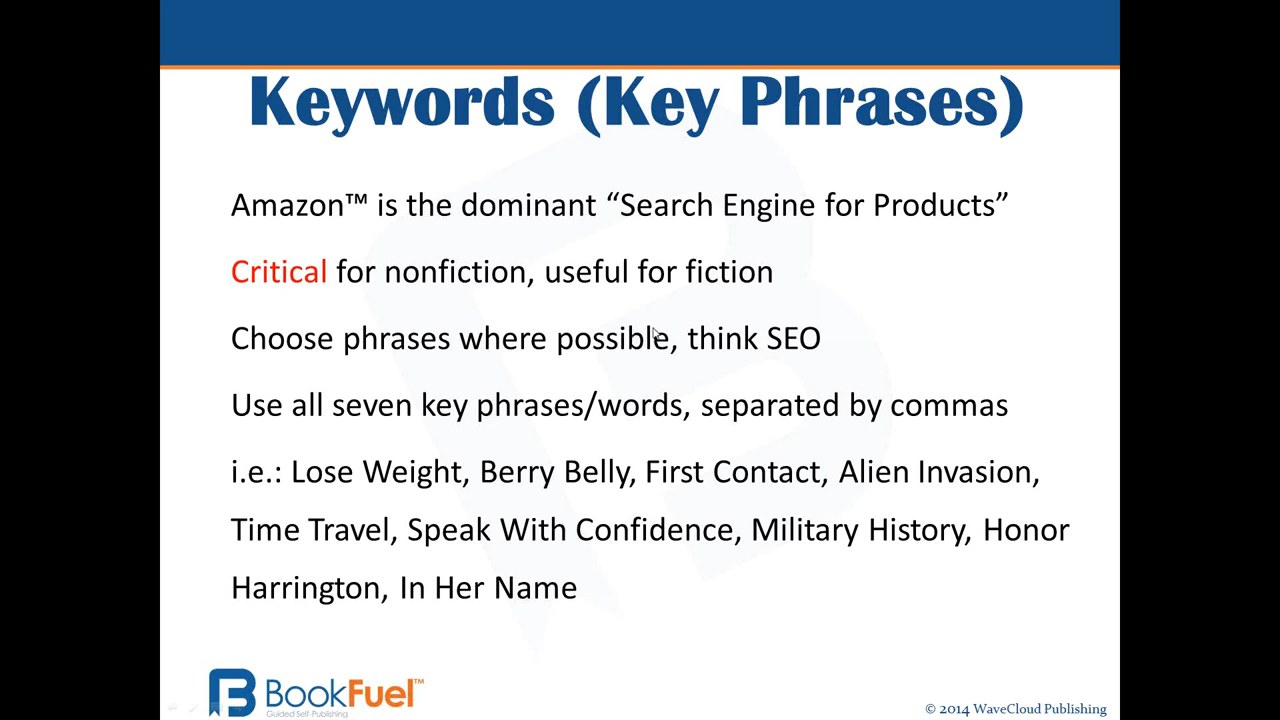 Keywords (Key Phrases)
Amazon™ is the dominant “Search Engine for Products”
Critical for nonfiction, useful for fiction
Choose phrases where possible, think SEO
Use all seven key phrases/words, separated by commas
i.e.: Lose Weight, Berry Belly, First Contact, Alien Invasion,
Time Travel, Speak With Confidence, Military History, Honor
Harrington, In Her Name
BookFuel™
Guided Self-Publishing
© 2014 WaveCloud Publishing